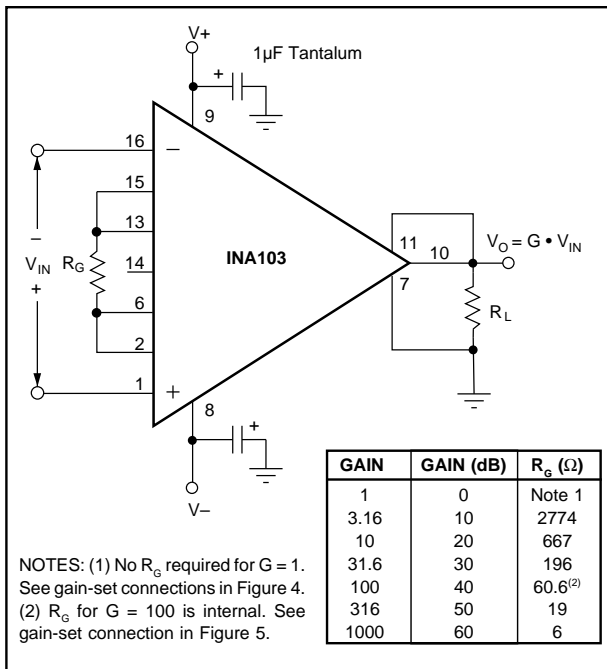 V+
1µF Tantalum
+
9
16
–
15
13
–
V_IN
R_G
14
INA103
11
10
V_O = G • V_IN
+
6
7
R_L
2
1
+
8
+
V–
GAIN GAIN (dB) R_G (Ω)
1 0 Note 1
3.16 10 2774
10 20 667
31.6 30 196
100 40 60.6(2)
316 50 19
1000 60 6
NOTES: (1) No R_G required for G = 1.
See gain-set connections in Figure 4.
(2) R_G for G = 100 is internal. See
gain-set connection in Figure 5.